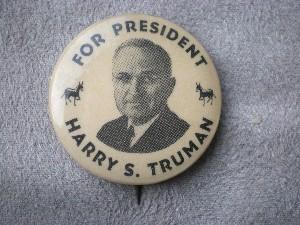 FOR PRESIDENT
HARRY S. TRUMAN